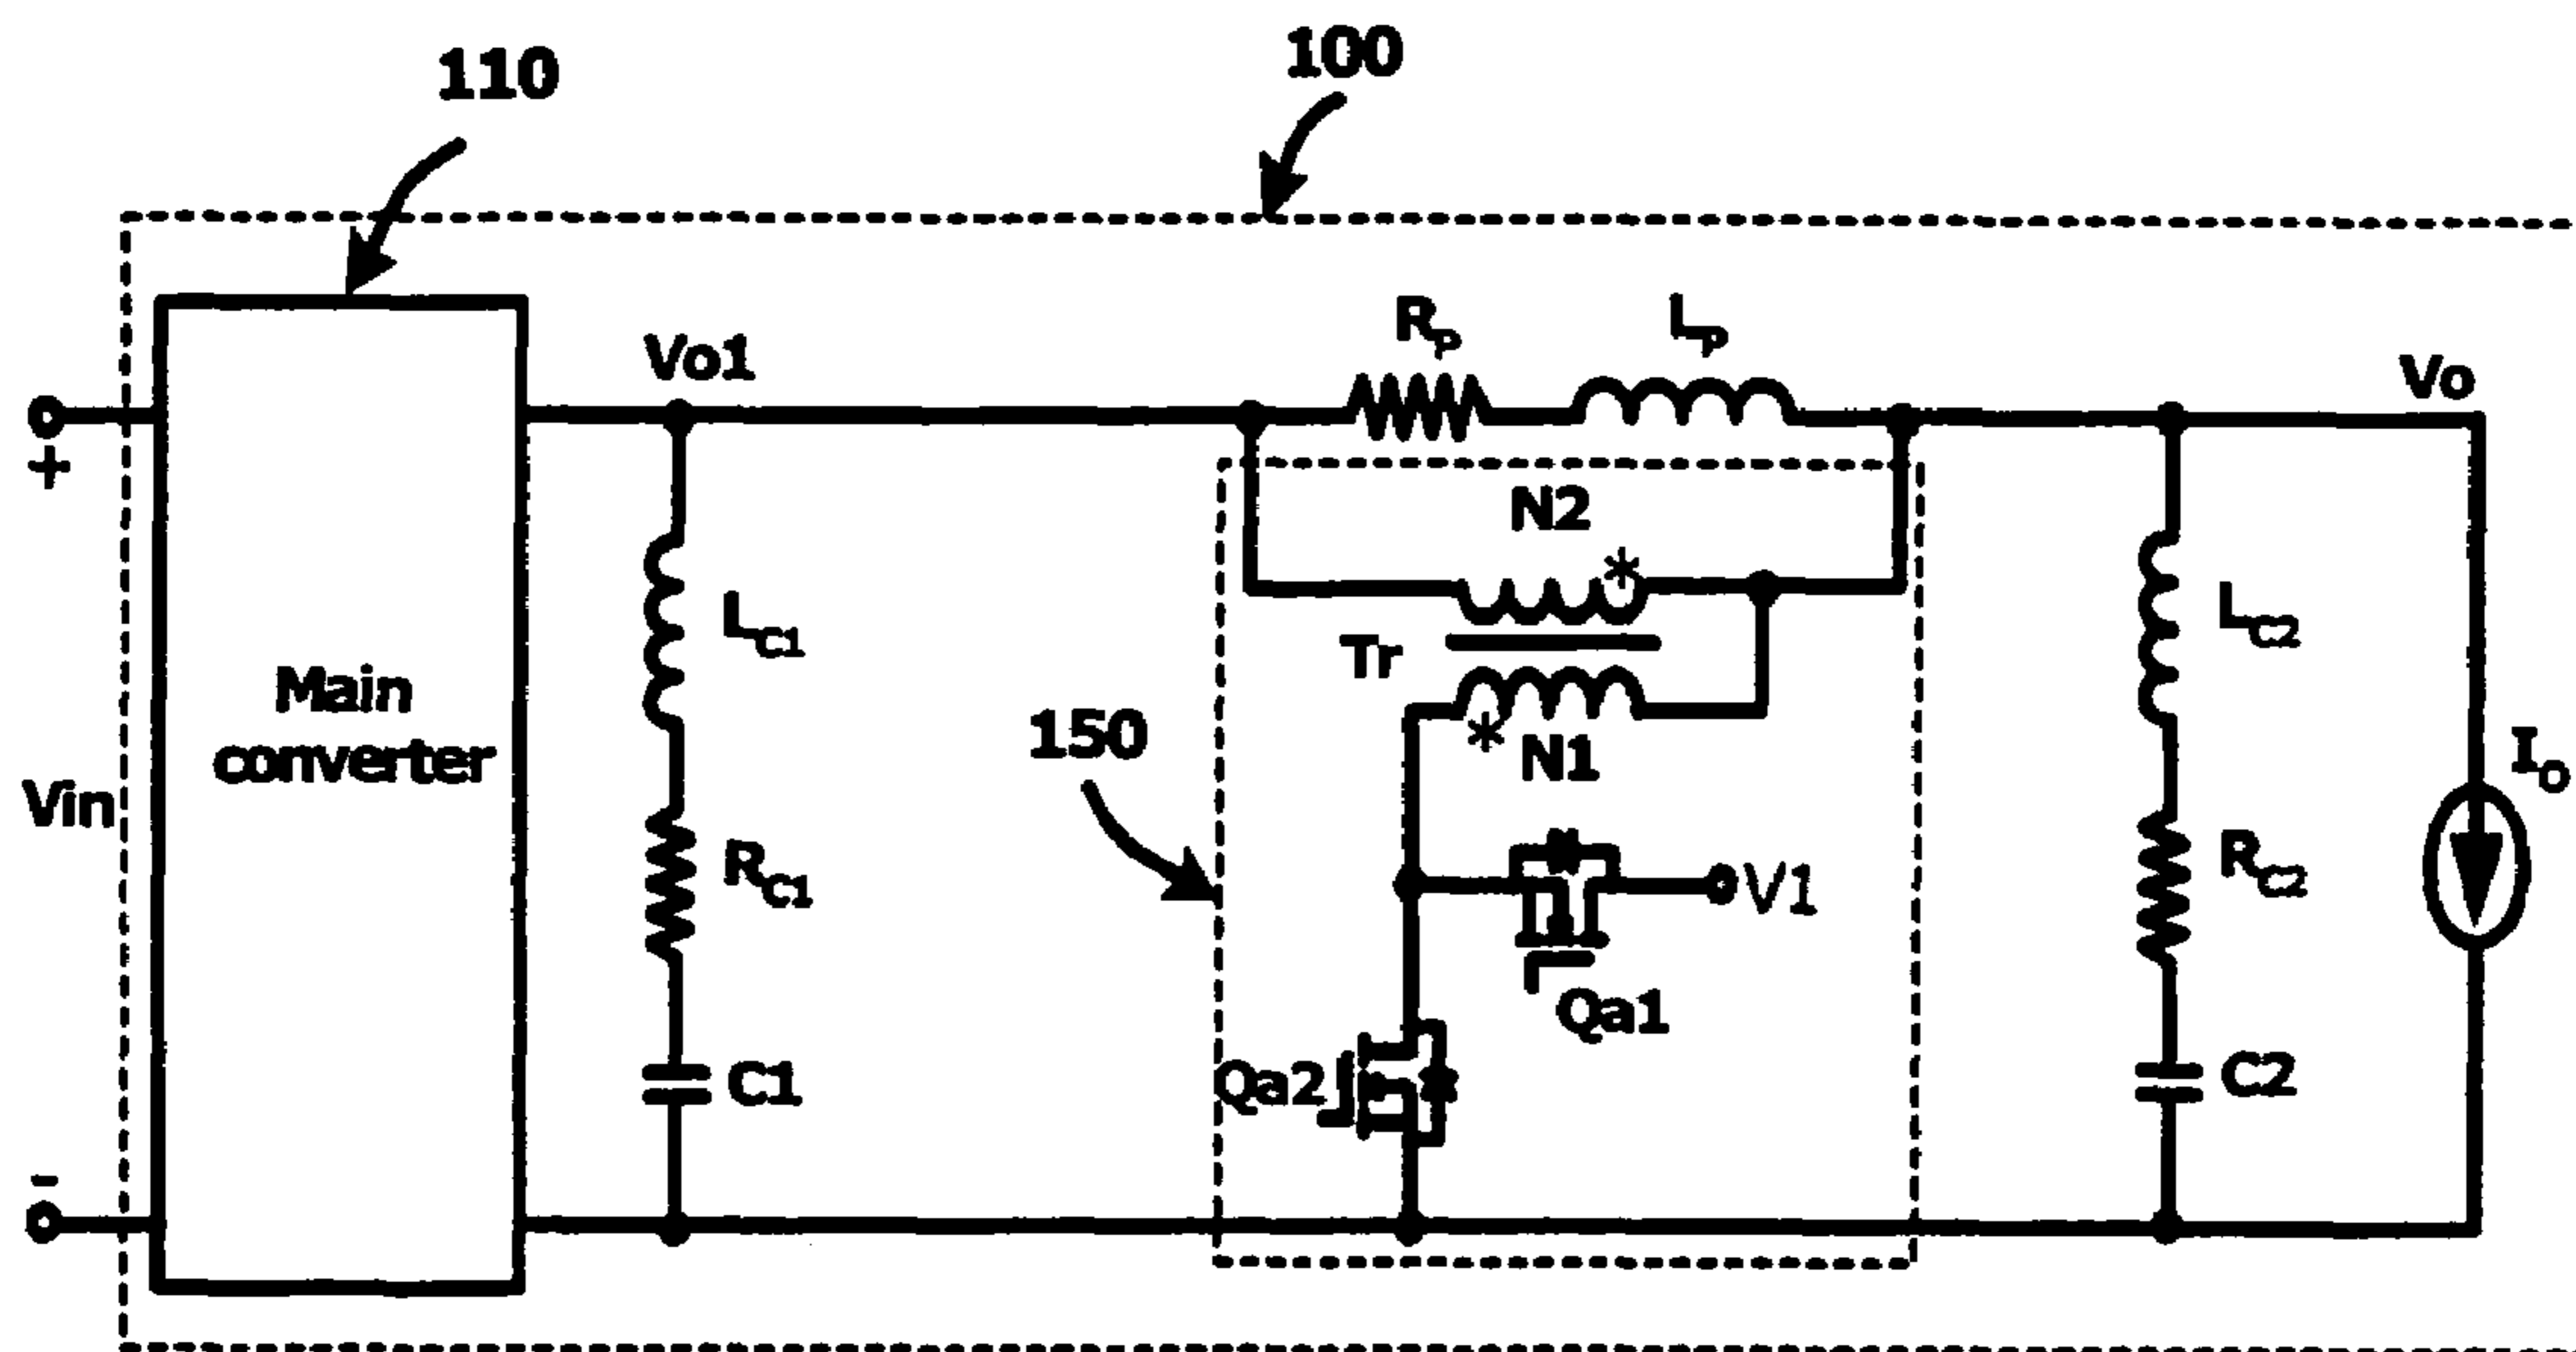 110
100
Vo1
RP
LP
Vo
+
N2
*
LC1
Tr
LC2
Main
converter
150
*
N1
Vin
IO
RC1
V1
RC2
Qa1
Qa2
C1
C2
-